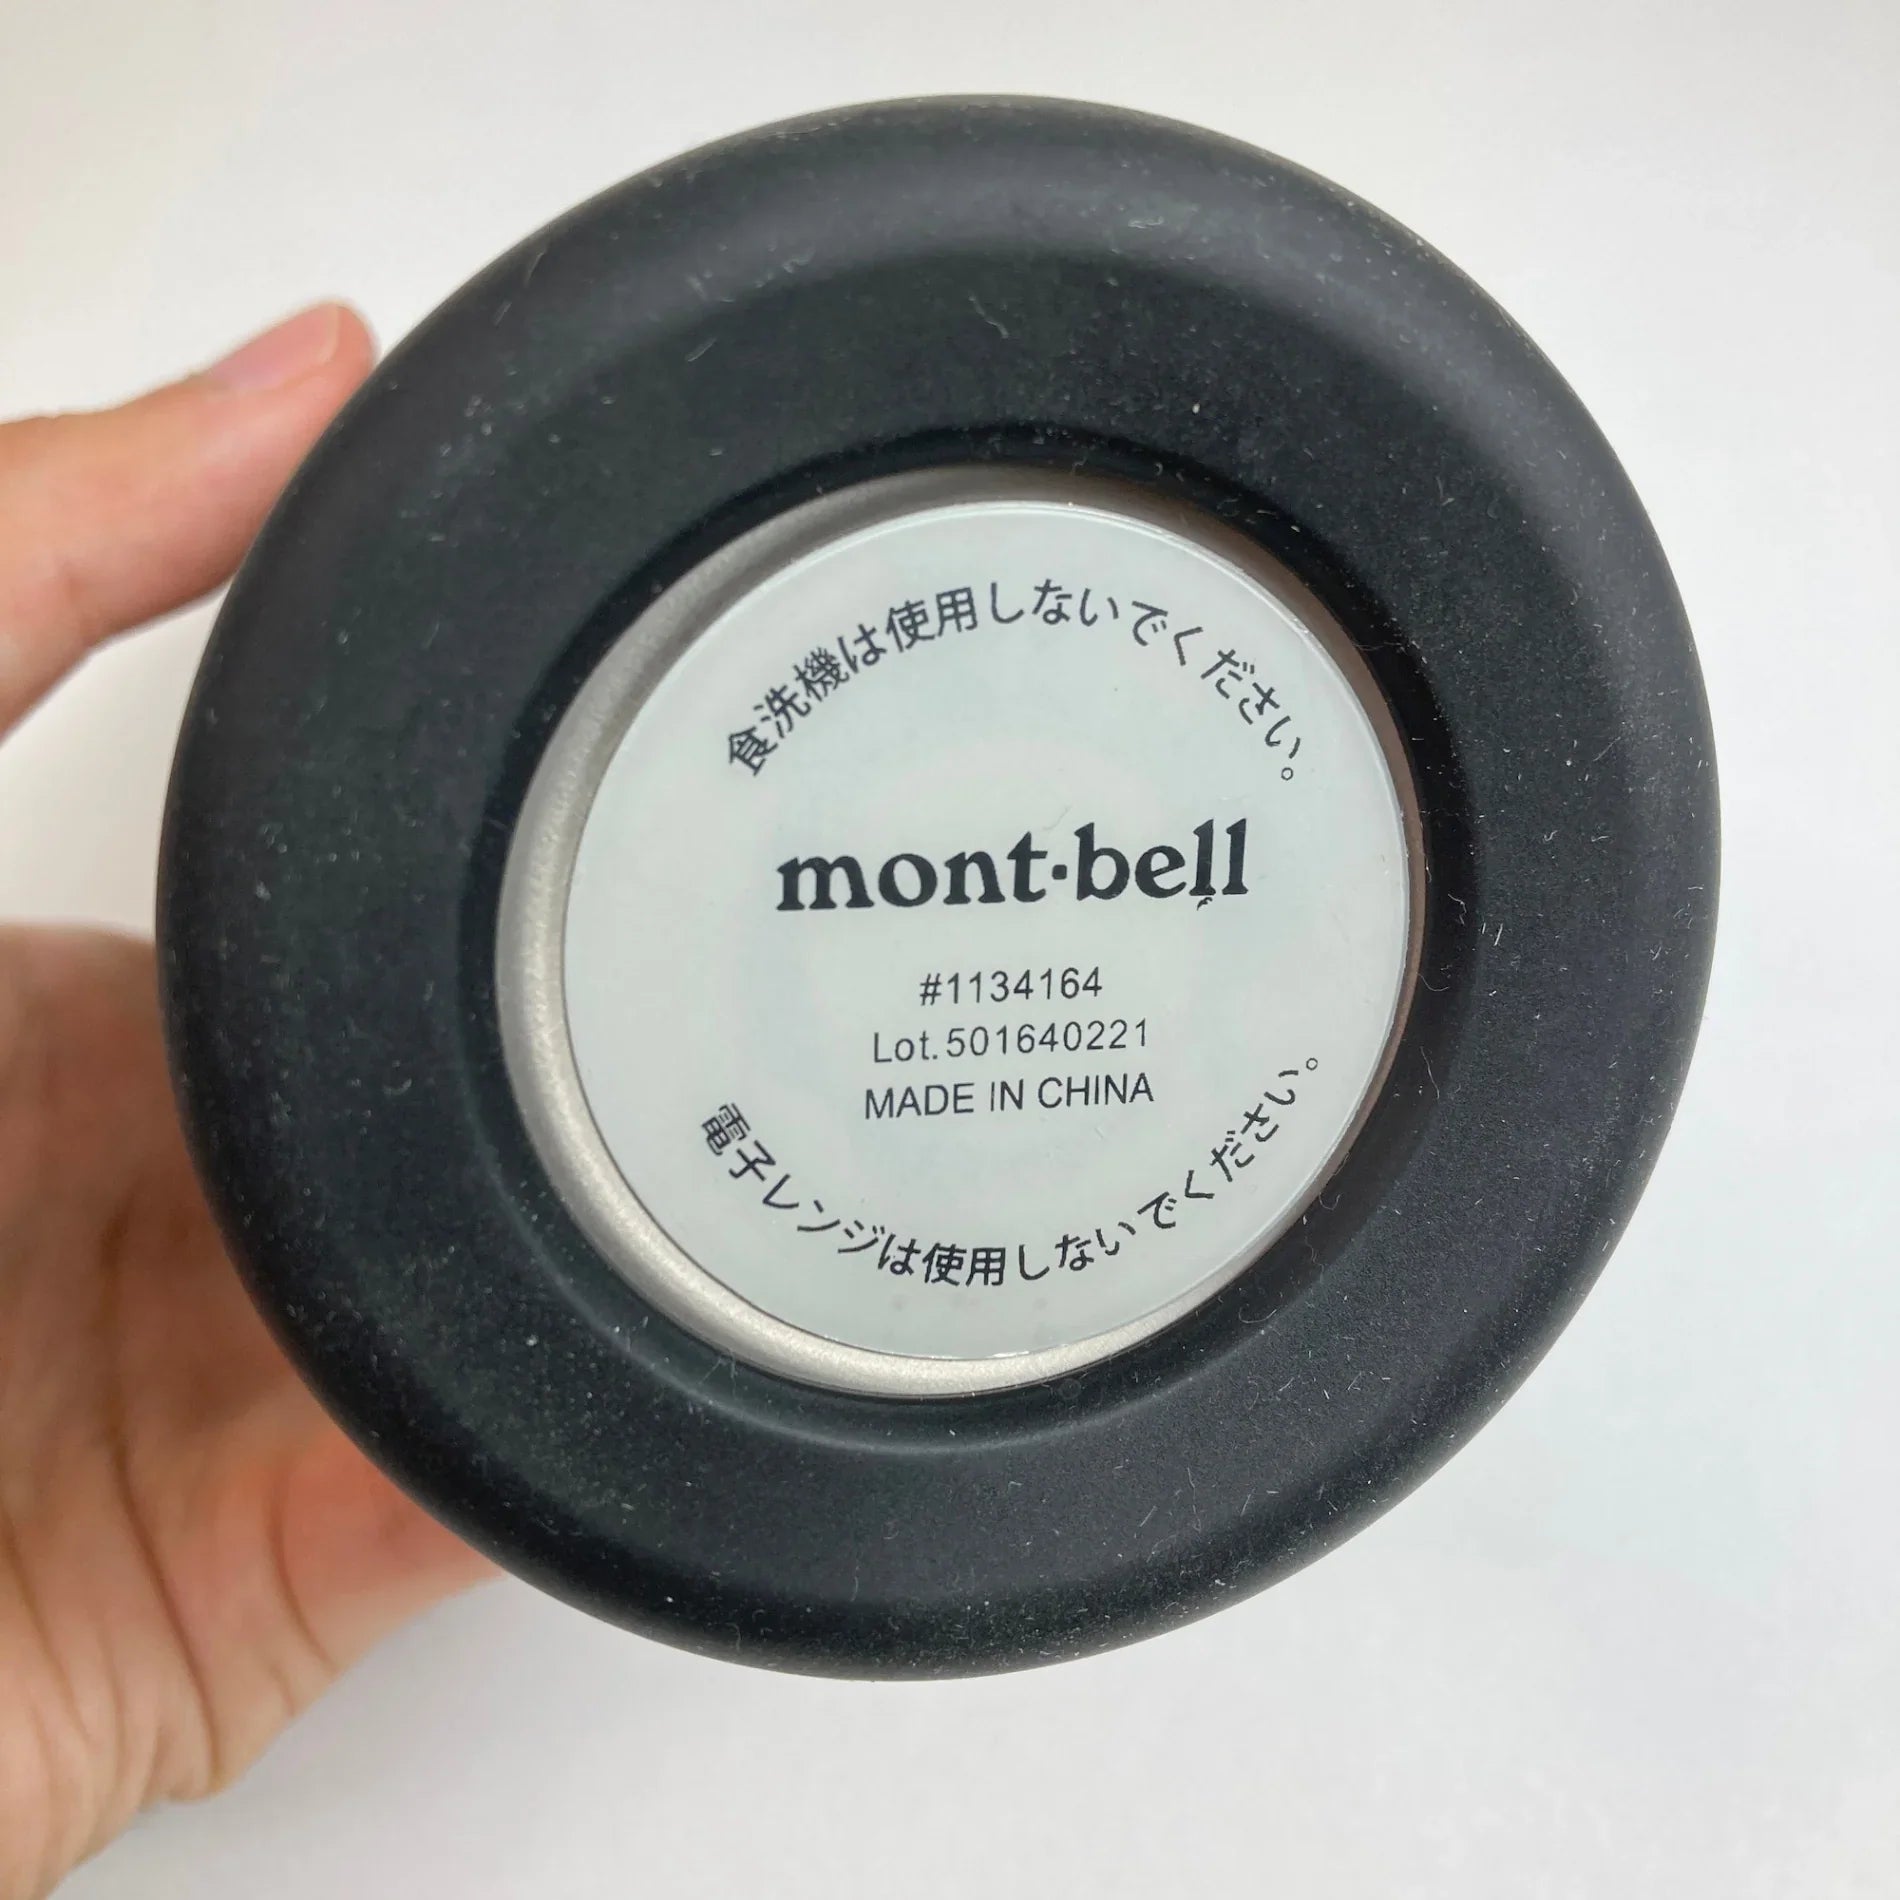 食洗機は使用しないでください。
mont·bell
#1134164
Lot.501640221
MADE IN CHINA
電子レンジは使用しないでください。